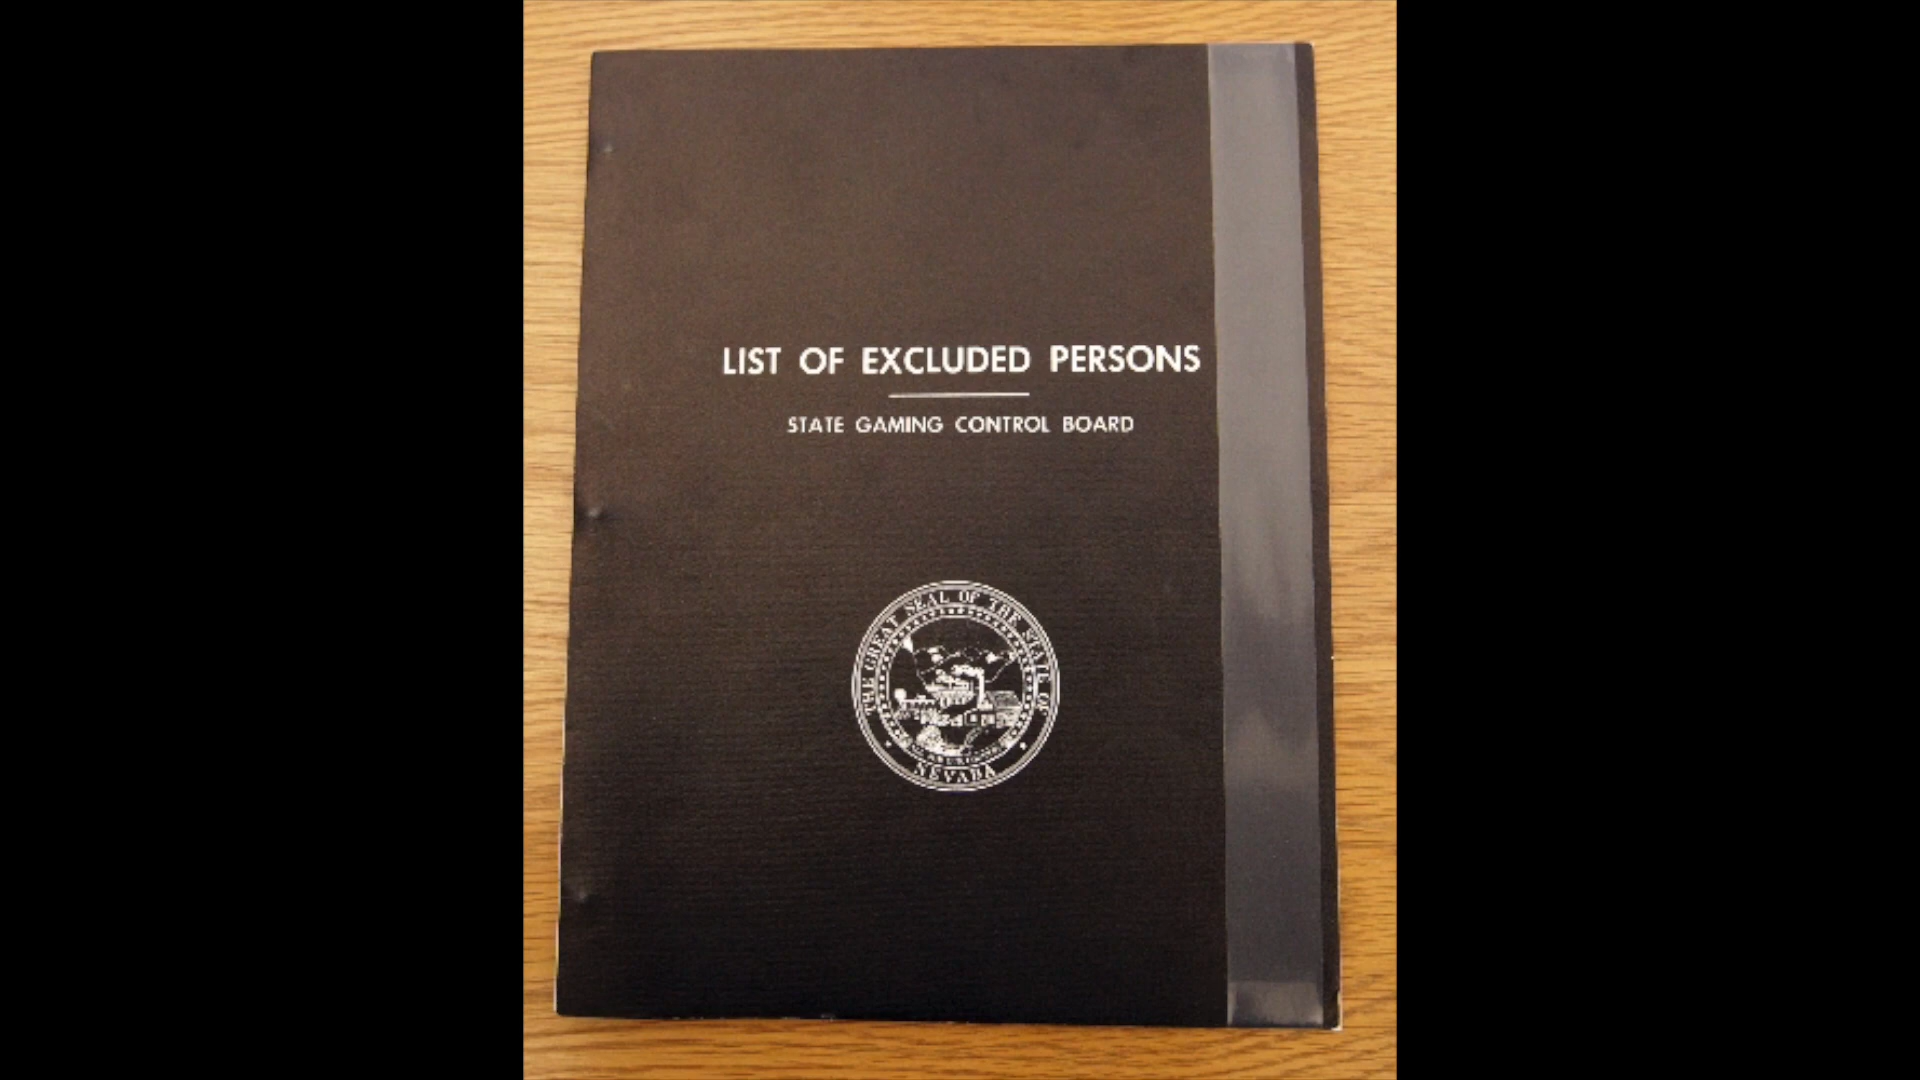 LIST OF EXCLUDED PERSONS
STATE GAMING CONTROL BOARD
THE GREAT SEAL OF THE STATE OF
NEVADA